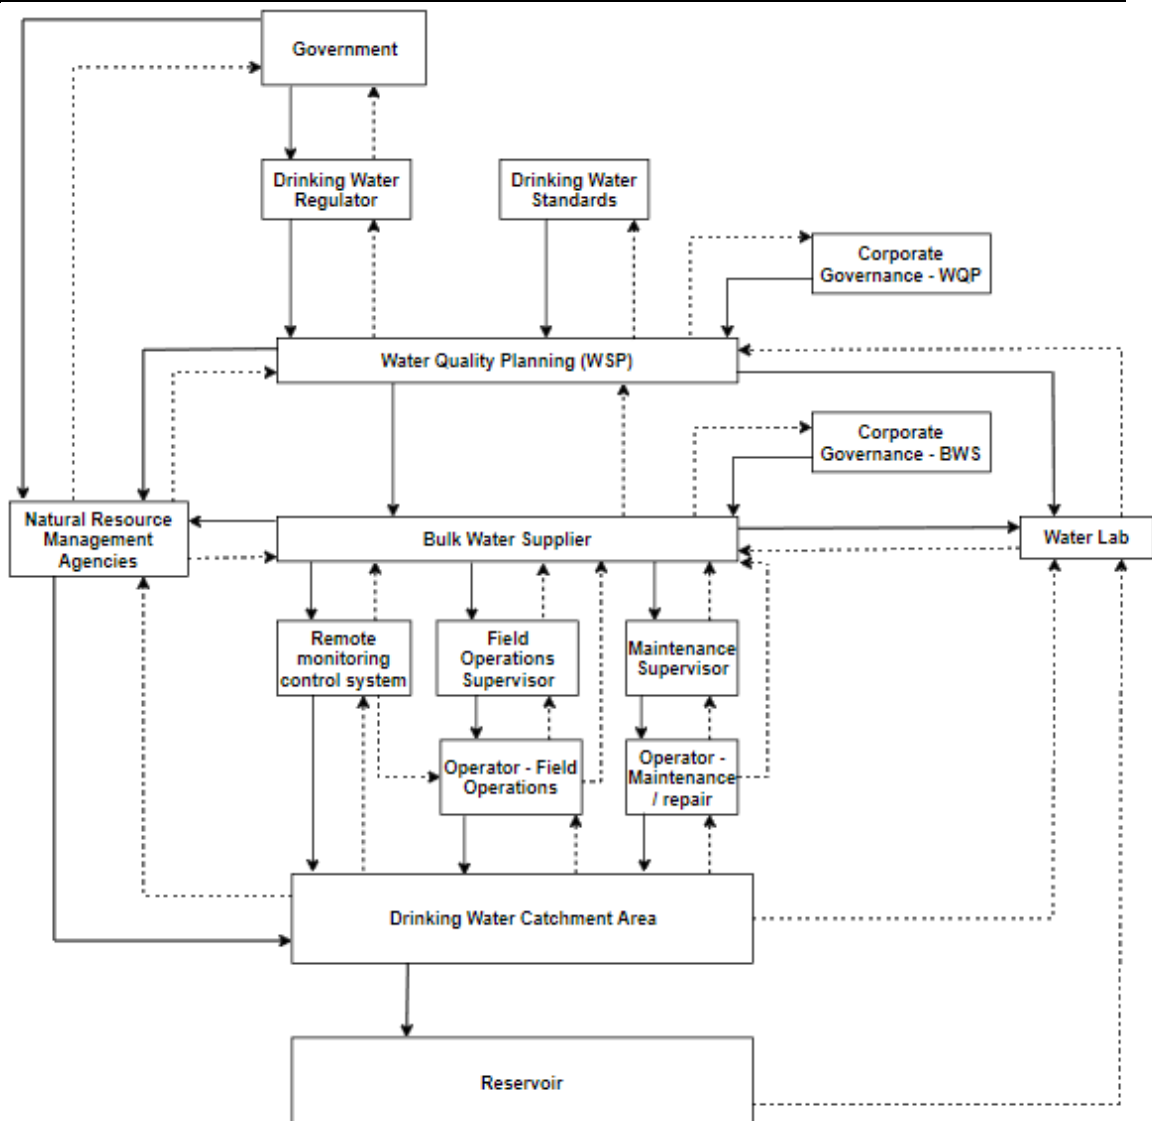 Government
Drinking Water
Regulator
Drinking Water
Standards
Corporate
Governance - WQP
Water Quality Planning (WSP)
Corporate
Governance - BWS
Natural Resource
Management
Agencies
Bulk Water Supplier
Water Lab
Remote
monitoring
control system
Field
Operations
Supervisor
Maintenance
Supervisor
Operator - Field
Operations
Operator -
Maintenance
/ repair
Drinking Water Catchment Area
Reservoir